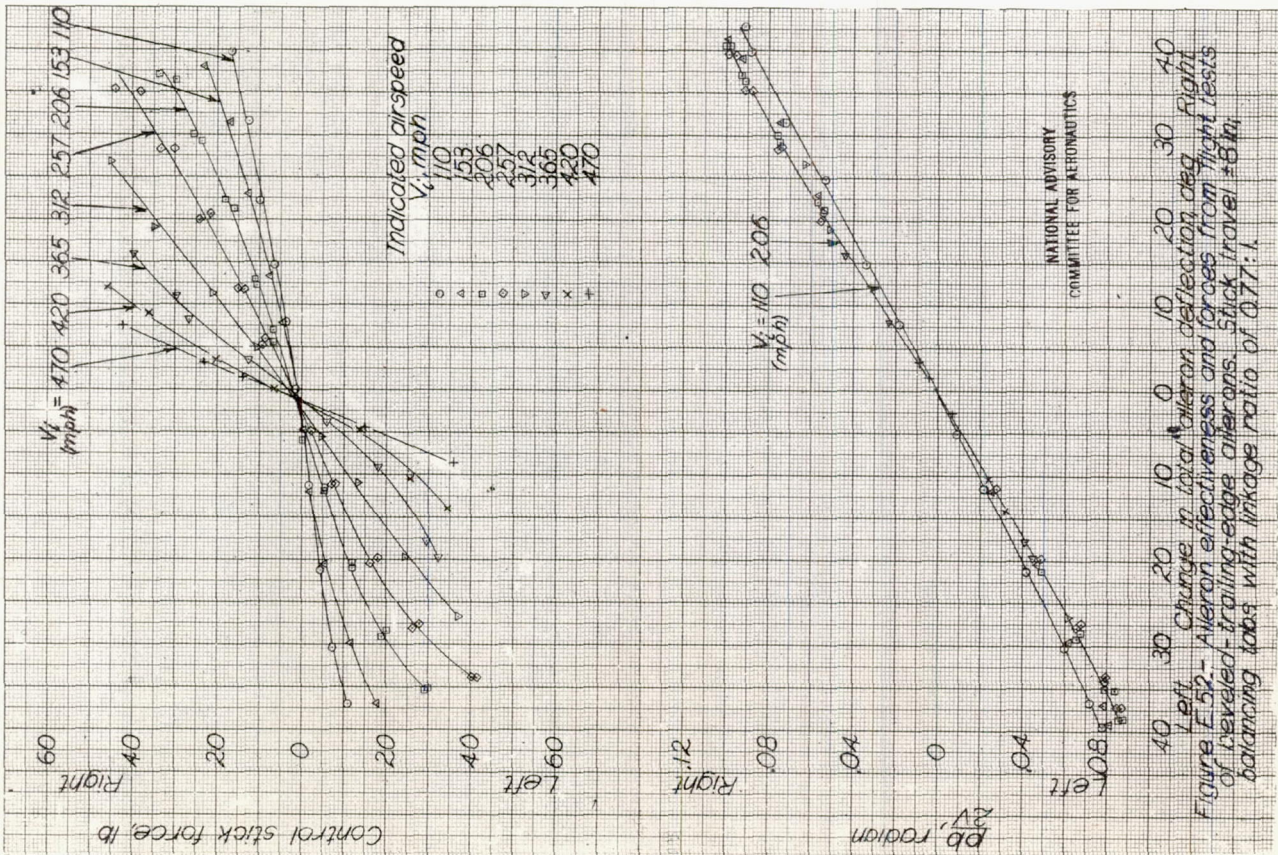 V_i = 470 420 365 312 257 206 153 110
(mph)
60
40
20
0
20
40
60
Right
Left
Control stick force, lb
Indicated airspeed
V_i, mph
○ 110
△ 153
□ 206
◇ 257
▽ 312
◁ 365
× 420
+ 470
.12
.08
.04
0
.04
.08
Right
Left
pb/2V, radian
V_i = 110 206
(mph)
NATIONAL ADVISORY
COMMITTEE FOR AERONAUTICS
40 30 20 10 0 10 20 30 40
Left Change in total aileron deflection, deg Right
Figure E 52.- Aileron effectiveness and forces from flight tests
of beveled-trailing-edge ailerons. Stick travel ±8 in;
balancing tabs with linkage ratio of 0.77:1.